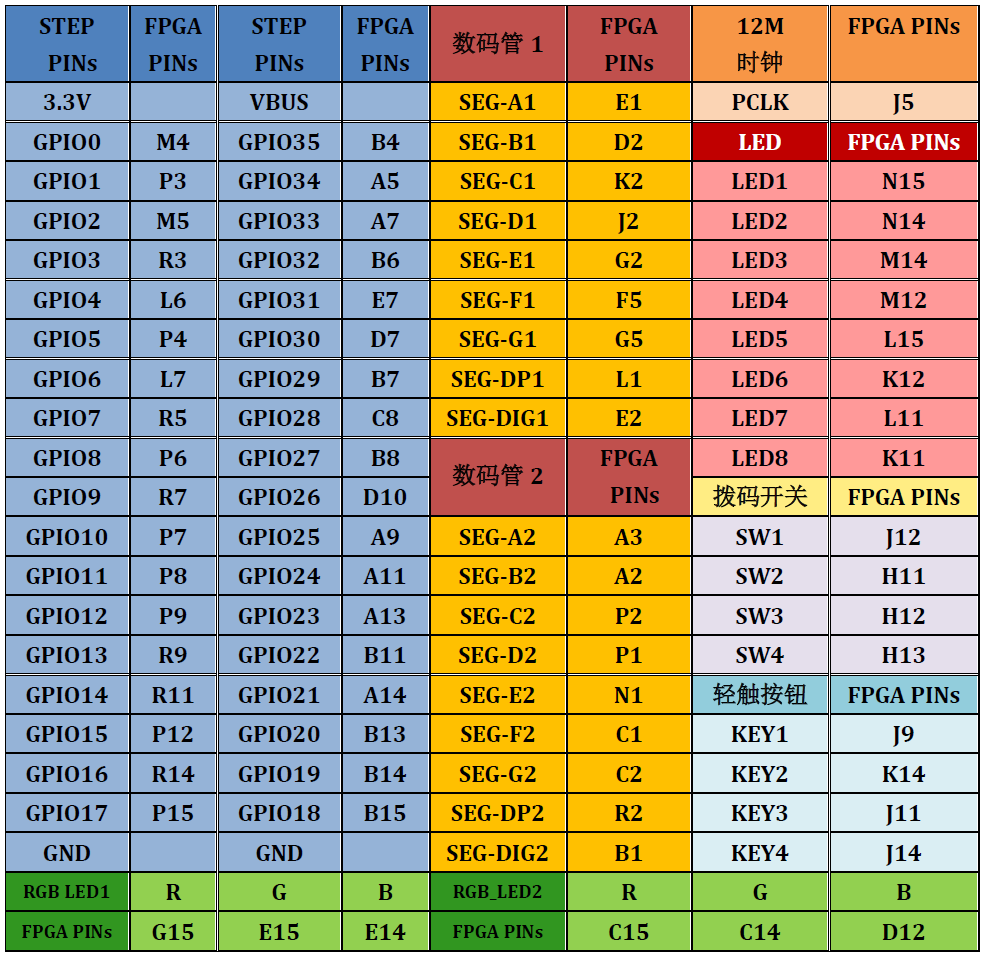 STEP PINs FPGA PINs STEP PINs FPGA PINs 数码管 1 FPGA PINs 12M 时钟 FPGA PINs
3.3V VBUS SEG-A1 E1 PCLK J5
GPIO0 M4 GPIO35 B4 SEG-B1 D2 LED FPGA PINs
GPIO1 P3 GPIO34 A5 SEG-C1 K2 LED1 N15
GPIO2 M5 GPIO33 A7 SEG-D1 J2 LED2 N14
GPIO3 R3 GPIO32 B6 SEG-E1 G2 LED3 M14
GPIO4 L6 GPIO31 E7 SEG-F1 F5 LED4 M12
GPIO5 P4 GPIO30 D7 SEG-G1 G5 LED5 L15
GPIO6 L7 GPIO29 B7 SEG-DP1 L1 LED6 K12
GPIO7 R5 GPIO28 C8 SEG-DIG1 E2 LED7 L11
GPIO8 P6 GPIO27 B8 数码管 2 FPGA PINs LED8 K11
GPIO9 R7 GPIO26 D10 拨码开关 FPGA PINs
GPIO10 P7 GPIO25 A9 SEG-A2 A3 SW1 J12
GPIO11 P8 GPIO24 A11 SEG-B2 A2 SW2 H11
GPIO12 P9 GPIO23 A13 SEG-C2 P2 SW3 H12
GPIO13 R9 GPIO22 B11 SEG-D2 P1 SW4 H13
GPIO14 R11 GPIO21 A14 SEG-E2 N1 轻触按钮 FPGA PINs
GPIO15 P12 GPIO20 B13 SEG-F2 C1 KEY1 J9
GPIO16 R14 GPIO19 B14 SEG-G2 C2 KEY2 K14
GPIO17 P15 GPIO18 B15 SEG-DP2 R2 KEY3 J11
GND GND SEG-DIG2 B1 KEY4 J14
RGB LED1 R G B RGB_LED2 R G B
FPGA PINs G15 E15 E14 FPGA PINs C15 C14 D12